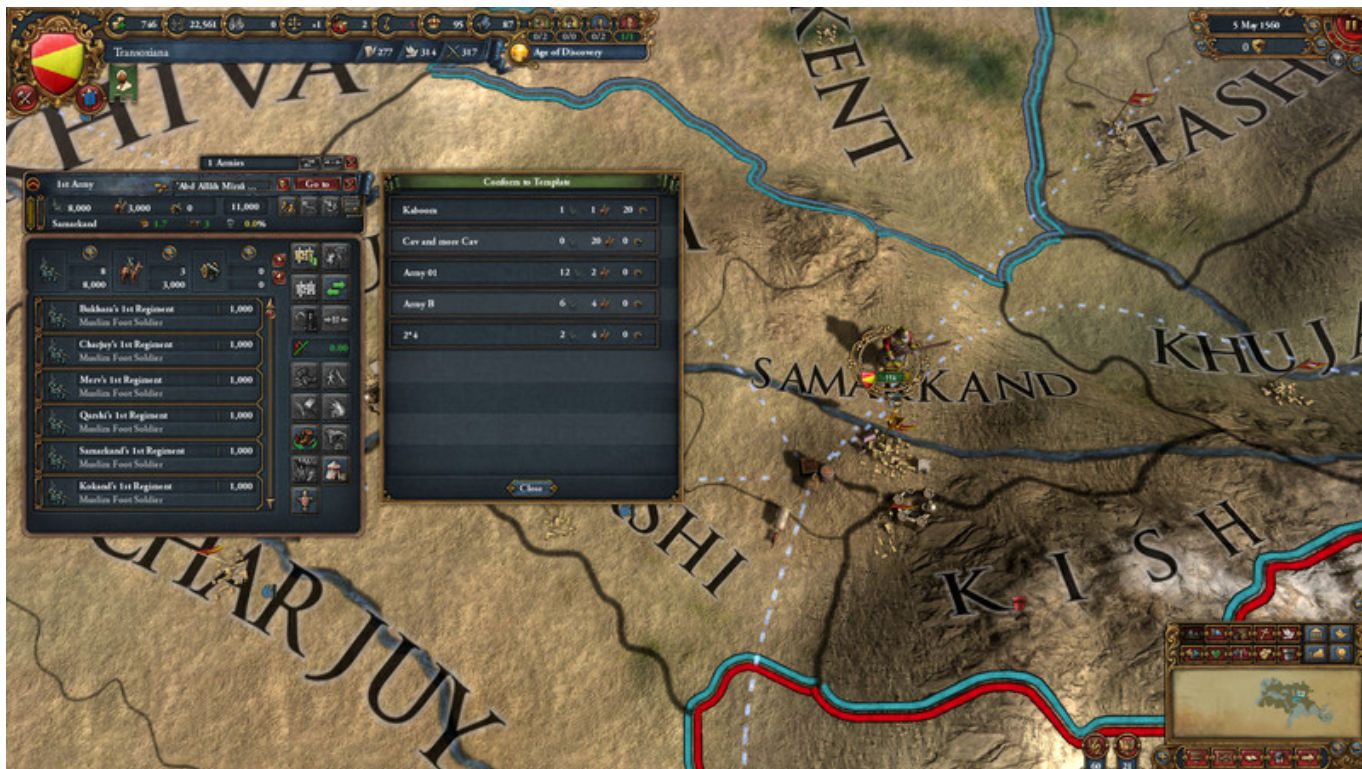 746 22,561 0 +1 2 95 87
0/2 0/0 0/2 1/1
Transoxiana 277 314 317
Age of Discovery
5 May 1560
0
KHIVA
KENT
TASH
1 Armies
1st Army 'Abd Allāh Mīrzā ... Go to
8,000 3,000 0 11,000
Samarkand 1.7 3 0.0%
8 3 0
8,000 3,000 0
0.00
Bukhara's 1st Regiment 1,000
Muslim Foot Soldier
Charjuy's 1st Regiment 1,000
Muslim Foot Soldier
Merv's 1st Regiment 1,000
Muslim Foot Soldier
Qarshi's 1st Regiment 1,000
Muslim Foot Soldier
Samarkand's 1st Regiment 1,000
Muslim Foot Soldier
Kokand's 1st Regiment 1,000
Muslim Foot Soldier
Conform to Template
Kaboom 1 1 20
Cav and more Cav 0 20 0
Army 01 12 2 0
Army B 6 4 0
2*4 2 4 0
Close
SAMARKAND
KHUJA
SHI
KISH
CHARJUY
60 21